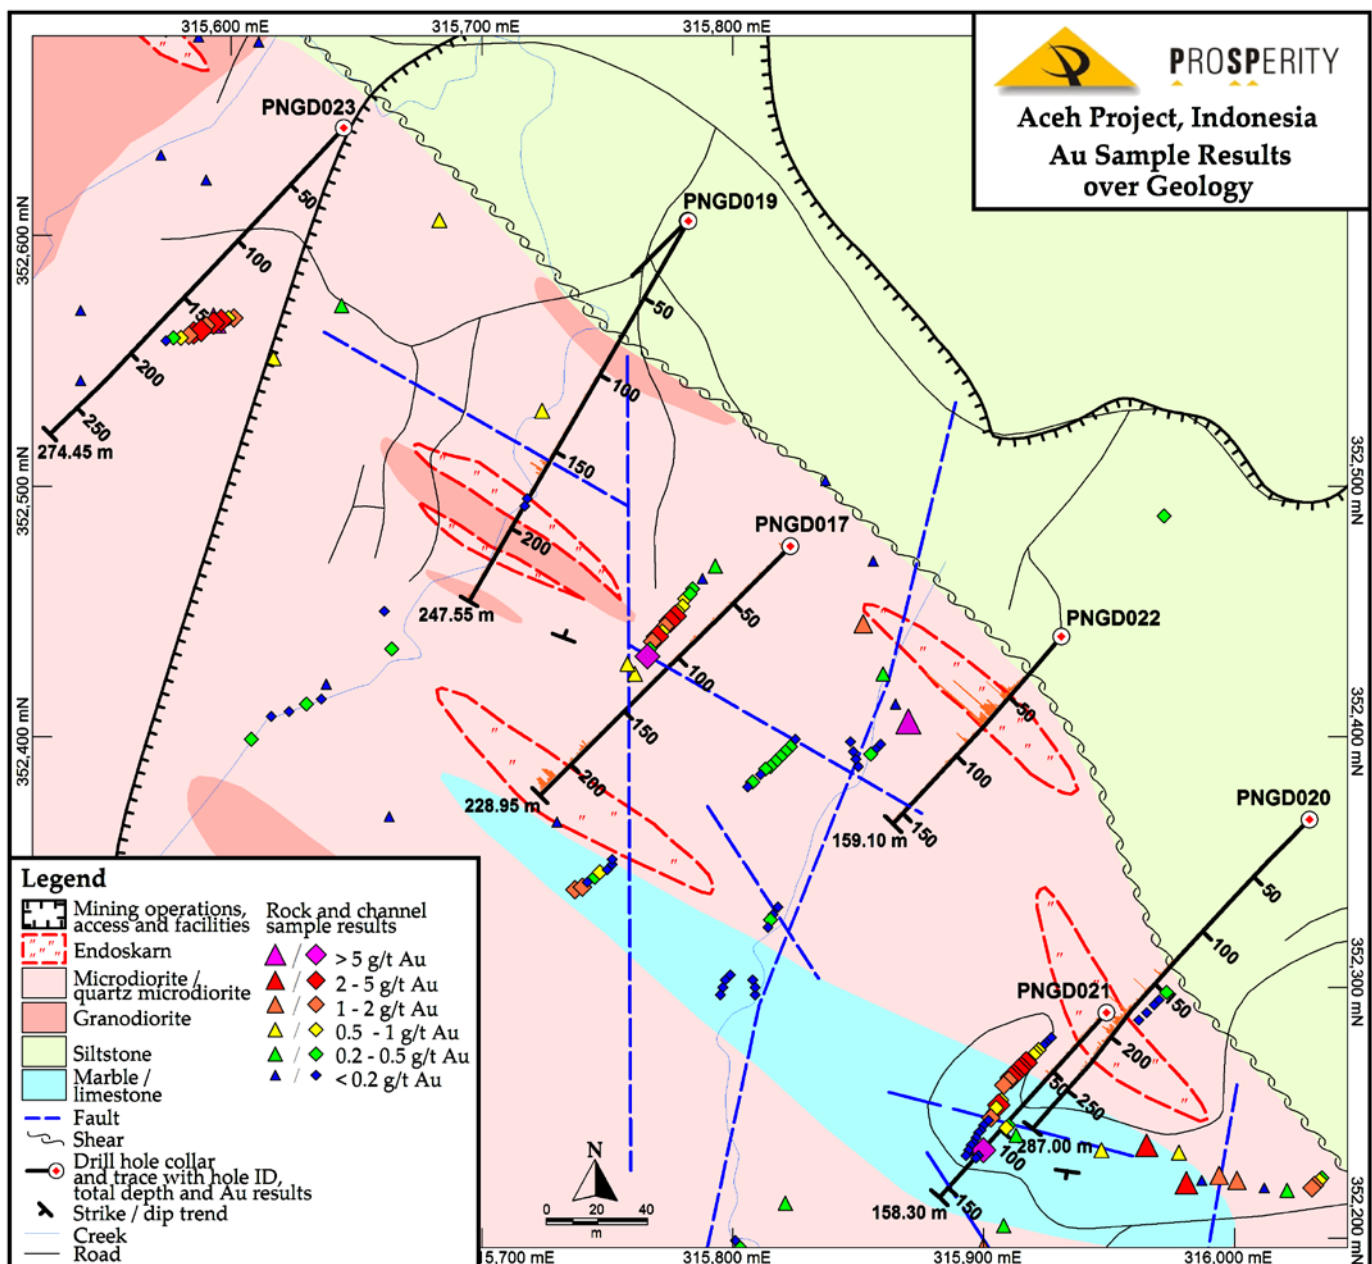 315,600 mE
315,700 mE
315,800 mE
PROSPERITY
Aceh Project, Indonesia
Au Sample Results
over Geology
PNGD023
50
100
200
250
274.45 m
352,600 mN
PNGD019
50
100
150
200
247.55 m
352,500 mN
352,500 mN
PNGD017
50
100
150
200
228.95 m
PNGD022
50
100
150
159.10 m
352,400 mN
352,400 mN
PNGD020
50
100
150
200
250
287.00 m
352,300 mN
PNGD021
50
100
150
158.30 m
352,200 mN
Legend
Mining operations,
access and facilities
Endoskarn
Microdiorite /
quartz microdiorite
Granodiorite
Siltstone
Marble /
limestone
Fault
Shear
Drill hole collar
and trace with hole ID,
total depth and Au results
Strike / dip trend
Creek
Road
Rock and channel
sample results
/ > 5 g/t Au
/ 2 - 5 g/t Au
/ 1 - 2 g/t Au
/ 0.5 - 1 g/t Au
/ 0.2 - 0.5 g/t Au
/ < 0.2 g/t Au
N
40 0 20 40
m
5,700 mE
315,800 mE
315,900 mE
316,000 mE